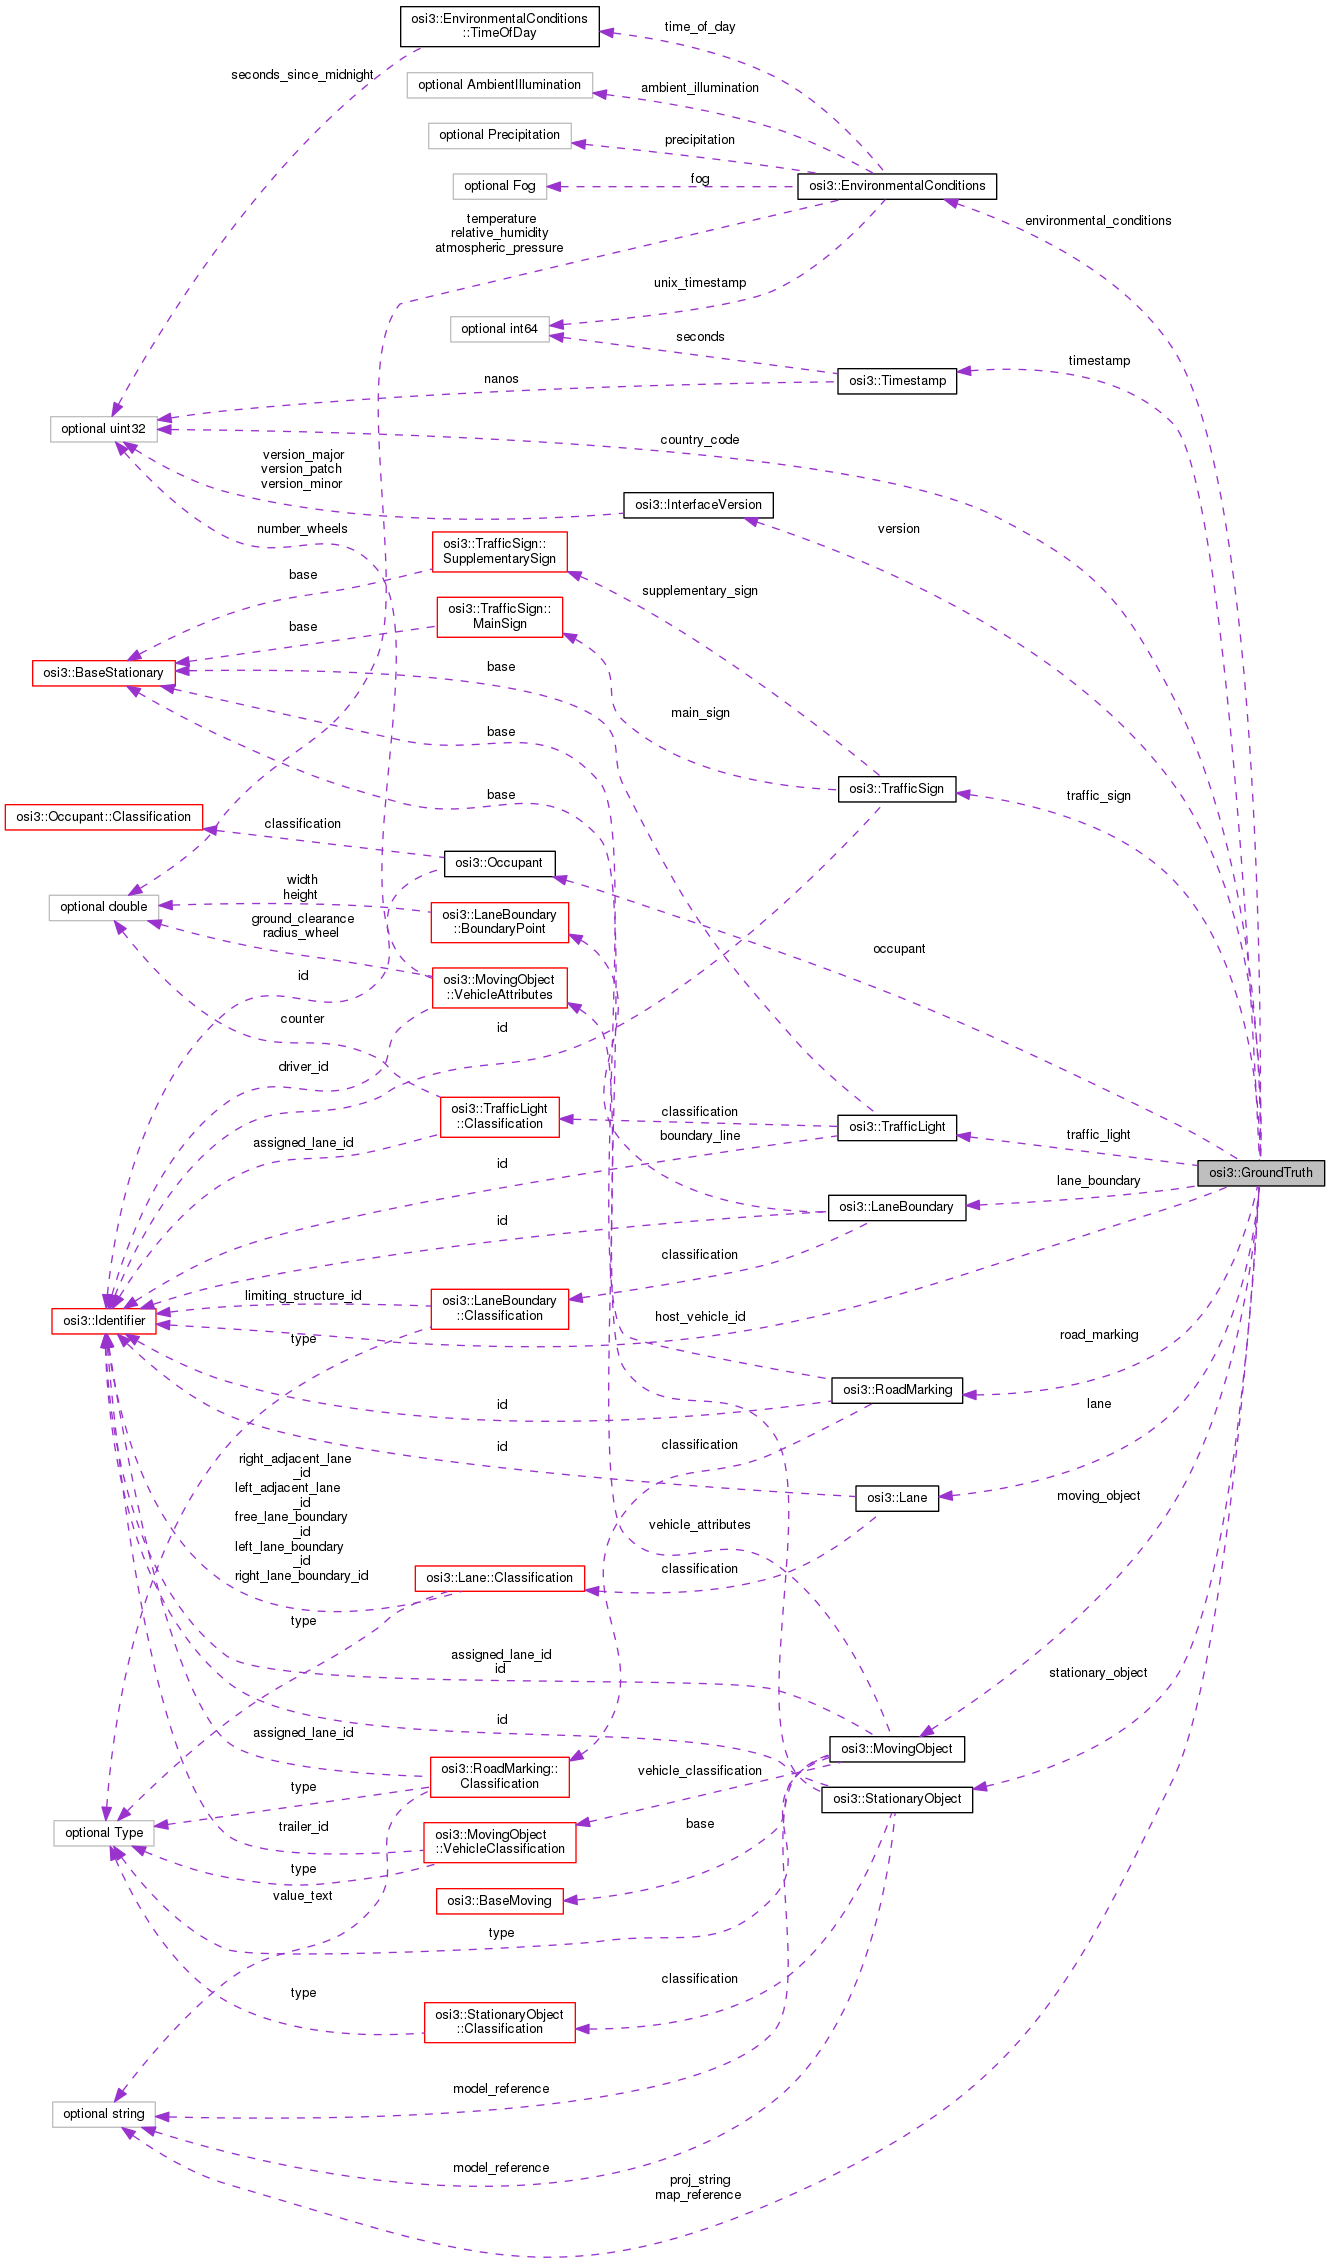 osi3::EnvironmentalConditions
::TimeOfDay
time_of_day
seconds_since_midnight
optional AmbientIllumination
ambient_illumination
optional Precipitation
precipitation
optional Fog
fog
osi3::EnvironmentalConditions
temperature
relative_humidity
atmospheric_pressure
environmental_conditions
unix_timestamp
optional int64
seconds
timestamp
nanos
osi3::Timestamp
optional uint32
country_code
version_major
version_patch
version_minor
osi3::InterfaceVersion
version
number_wheels
osi3::TrafficSign::
SupplementarySign
base
supplementary_sign
osi3::TrafficSign::
MainSign
base
osi3::BaseStationary
base
main_sign
base
osi3::TrafficSign
traffic_sign
base
osi3::Occupant::Classification
classification
osi3::Occupant
width
height
optional double
osi3::LaneBoundary
::BoundaryPoint
ground_clearance
radius_wheel
occupant
id
osi3::MovingObject
::VehicleAttributes
counter
id
driver_id
osi3::TrafficLight
::Classification
classification
osi3::TrafficLight
traffic_light
boundary_line
assigned_lane_id
id
osi3::GroundTruth
lane_boundary
osi3::LaneBoundary
id
classification
limiting_structure_id
osi3::LaneBoundary
::Classification
osi3::Identifier
host_vehicle_id
type
road_marking
osi3::RoadMarking
id
lane
classification
id
right_adjacent_lane
_id
left_adjacent_lane
_id
free_lane_boundary
_id
left_lane_boundary
_id
right_lane_boundary_id
osi3::Lane
moving_object
vehicle_attributes
osi3::Lane::Classification
classification
type
assigned_lane_id
id
stationary_object
id
assigned_lane_id
osi3::MovingObject
osi3::RoadMarking::
Classification
vehicle_classification
type
osi3::StationaryObject
optional Type
trailer_id
osi3::MovingObject
::VehicleClassification
base
type
value_text
osi3::BaseMoving
type
classification
type
osi3::StationaryObject
::Classification
model_reference
optional string
model_reference
proj_string
map_reference